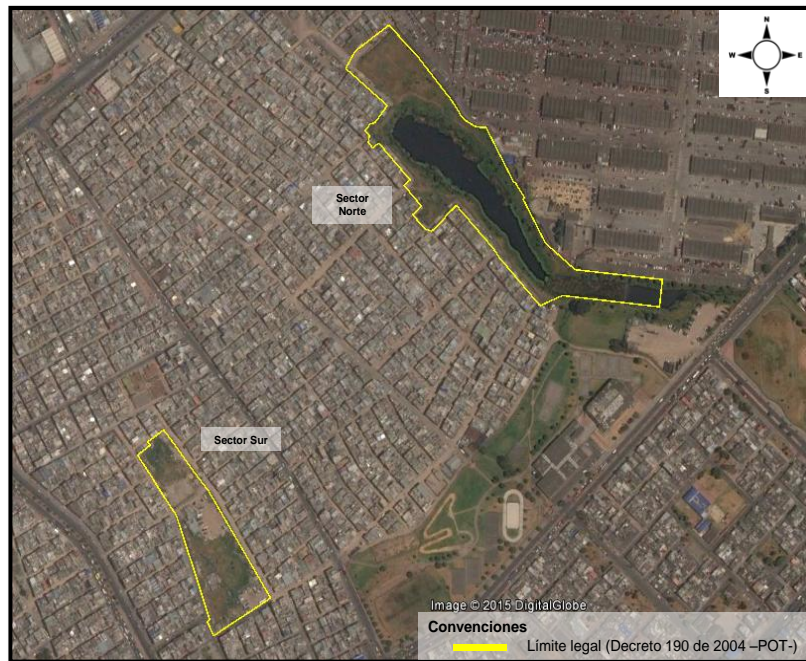 N
W E
S
Sector
Norte
Sector Sur
Image © 2015 DigitalGlobe
Convenciones
Límite legal (Decreto 190 de 2004 –POT-)